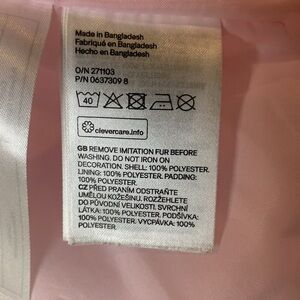 Made in Bangladesh
Fabriqué en Bangladesh
Hecho en Bangladesh
O/N 271103
P/N 0637309 8
40
clevercare.info
GB REMOVE IMITATION FUR BEFORE
WASHING. DO NOT IRON ON
DECORATION. SHELL: 100% POLYESTER.
LINING: 100% POLYESTER. PADDING:
100% POLYESTER.
CZ PŘED PRANÍM ODSTRAŇTE
UMĚLOU KOŽEŠINU. ROZŽEHLETE
DO PŮVODNÍ VELIKOSTI. SVRCHNÍ
LÁTKA: 100% POLYESTER. PODŠÍVKA:
100% POLYESTER. VYCPÁVKA: 100%
POLYESTER.